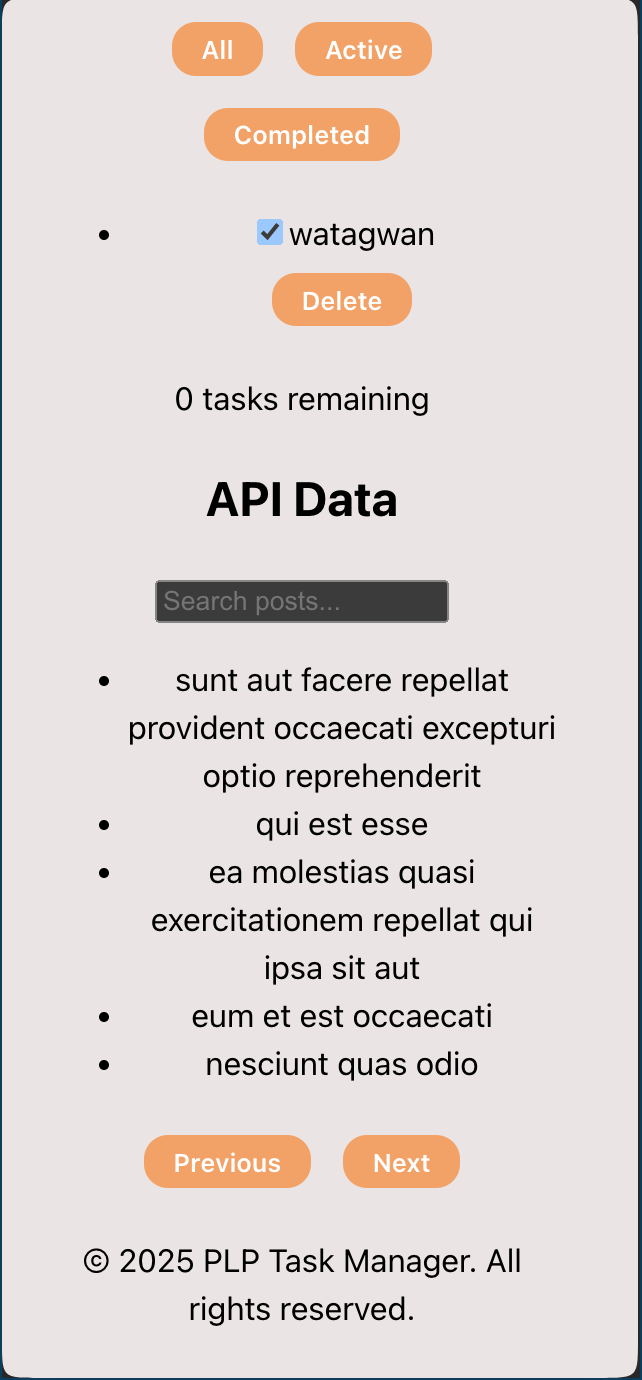 All Active
Completed
watagwan
Delete
0 tasks remaining
API Data
Search posts...
sunt aut facere repellat
provident occaecati excepturi
optio reprehenderit
qui est esse
ea molestias quasi
exercitationem repellat qui
ipsa sit aut
eum et est occaecati
nesciunt quas odio
Previous Next
© 2025 PLP Task Manager. All
rights reserved.